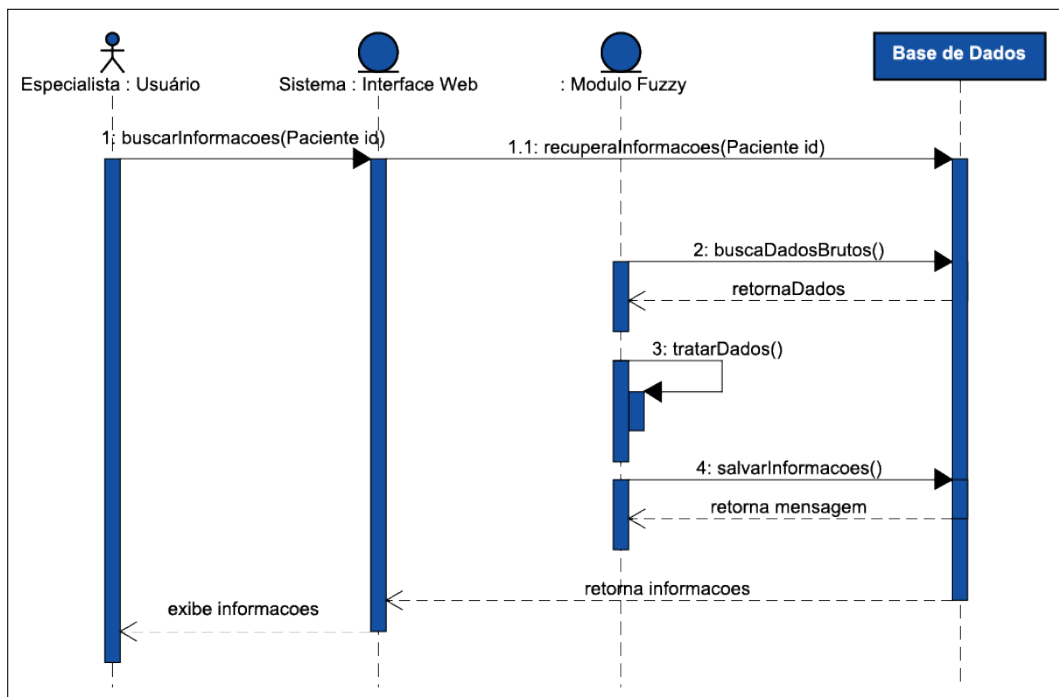 Especialista : Usuário
Sistema : Interface Web
: Modulo Fuzzy
Base de Dados
1: buscarInformacoes(Paciente id)
1.1: recuperaInformacoes(Paciente id)
2: buscaDadosBrutos()
retornaDados
3: tratarDados()
4: salvarInformacoes()
retorna mensagem
retorna informacoes
exibe informacoes